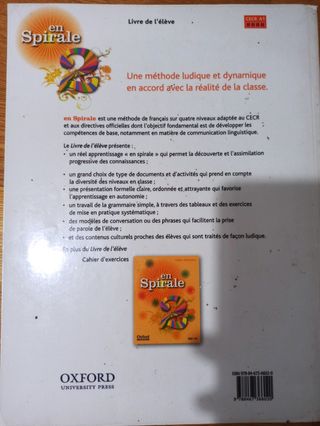 en
Spirale
2
Livre de l'élève
CECR A1
Une méthode ludique et dynamique
en accord avec la réalité de la classe.
en Spirale est une méthode de français sur quatre niveaux adaptée au CECR
et aux directives officielles dont l'objectif fondamental est de développer les
compétences de base, notamment en matière de communication linguistique.
Le Livre de l'élève présente :
• un réel apprentissage « en spirale » qui permet la découverte et l'assimilation
progressive des connaissances ;
• un grand choix de type de documents et d'activités qui prend en compte
la diversité des niveaux en classe ;
• une présentation formelle claire, ordonnée et attrayante qui favorise
l'apprentissage en autonomie ;
• un travail de la grammaire simple, à travers des tableaux et des exercices
de mise en pratique systématique ;
• des modèles de conversation ou des phrases qui facilitent la prise
de parole de l'élève ;
• et des contenus culturels proches des élèves qui sont traités de façon ludique.
En plus du Livre de l'élève
Cahier d'exercices
en
Spirale
2
Oxford
OXFORD
UNIVERSITY PRESS